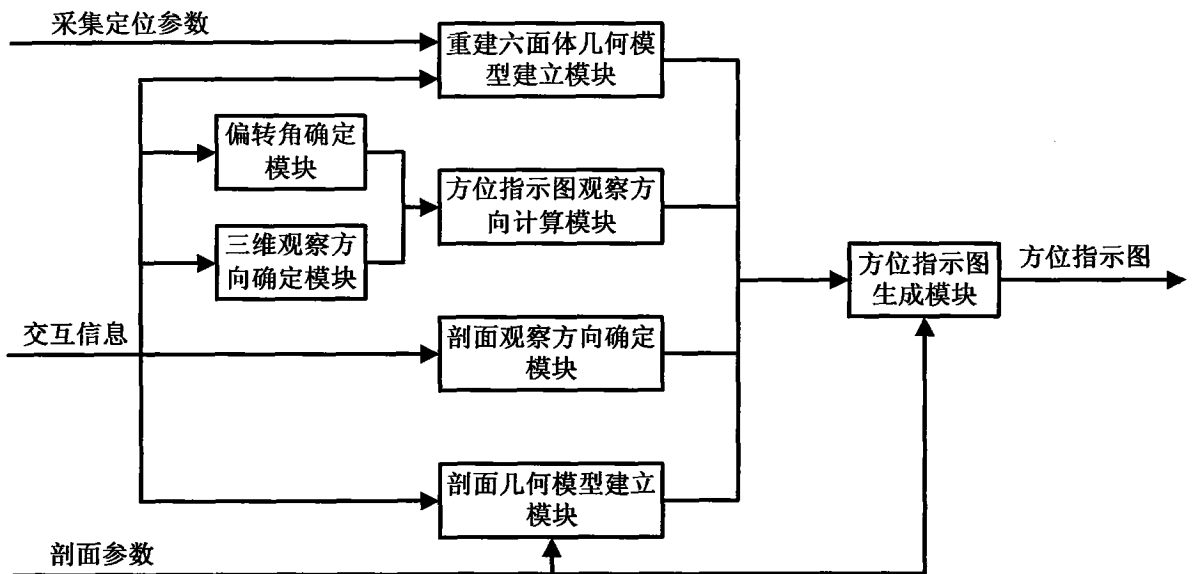 采集定位参数
重建六面体几何模
型建立模块
偏转角确定
模块
方位指示图观察方
向计算模块
三维观察方
向确定模块
方位指示图
生成模块
方位指示图
交互信息
剖面观察方向确定
模块
剖面几何模型建立
模块
剖面参数